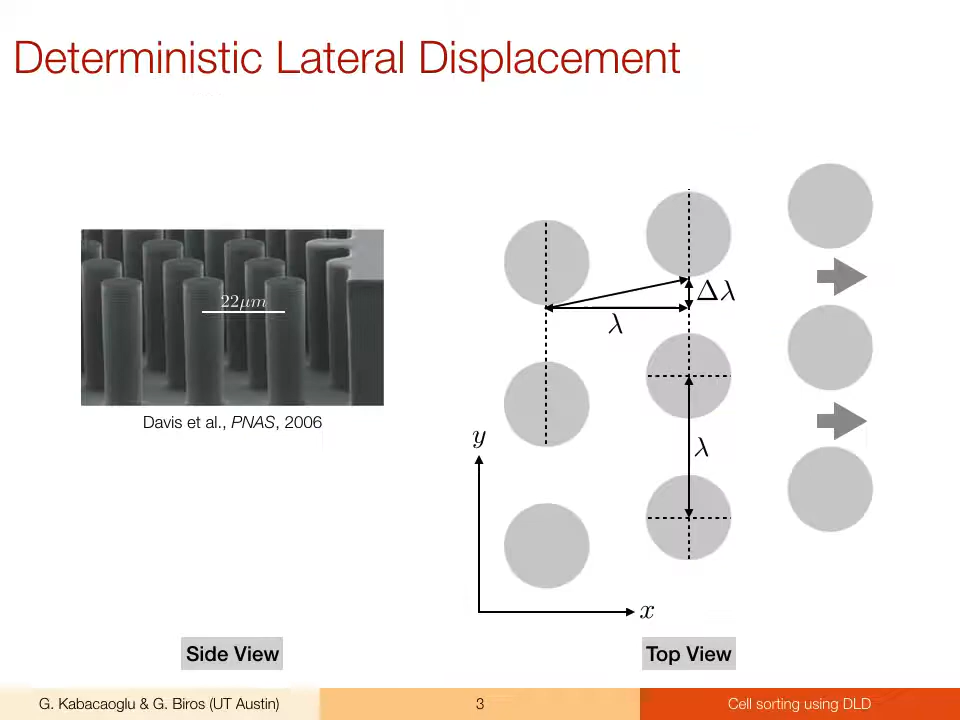 Deterministic Lateral Displacement
22μm
Davis et al., PNAS, 2006
Δλ
λ
λ
y
x
Side View
Top View
G. Kabacaoglu & G. Biros (UT Austin)
3
Cell sorting using DLD